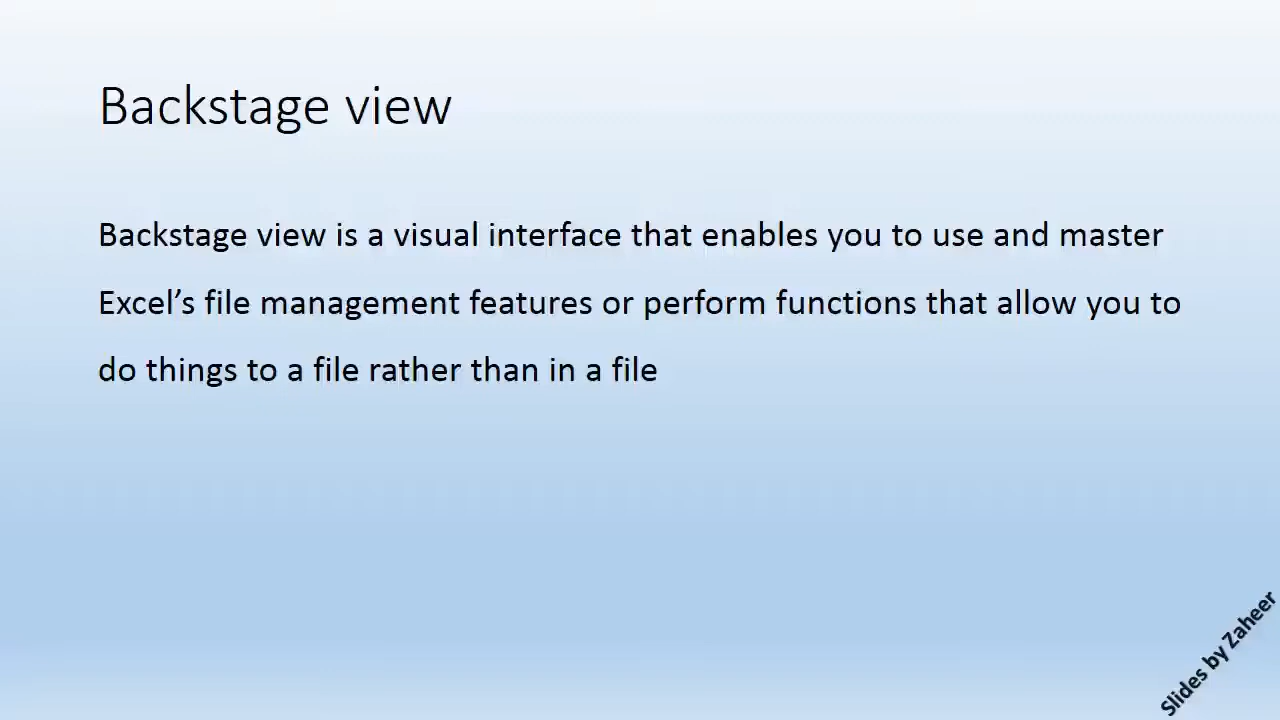 Backstage view
Backstage view is a visual interface that enables you to use and master
Excel’s file management features or perform functions that allow you to
do things to a file rather than in a file
Slides by Zaheer